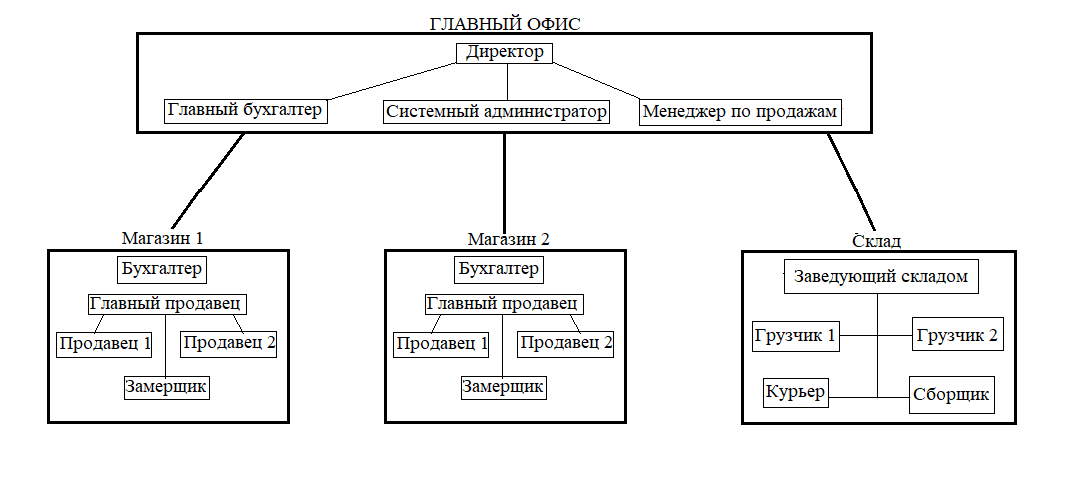 ГЛАВНЫЙ ОФИС
Директор
Главный бухгалтер
Системный администратор
Менеджер по продажам
Магазин 1
Бухгалтер
Главный продавец
Продавец 1
Продавец 2
Замерщик
Магазин 2
Бухгалтер
Главный продавец
Продавец 1
Продавец 2
Замерщик
Склад
Заведующий складом
Грузчик 1
Грузчик 2
Курьер
Сборщик